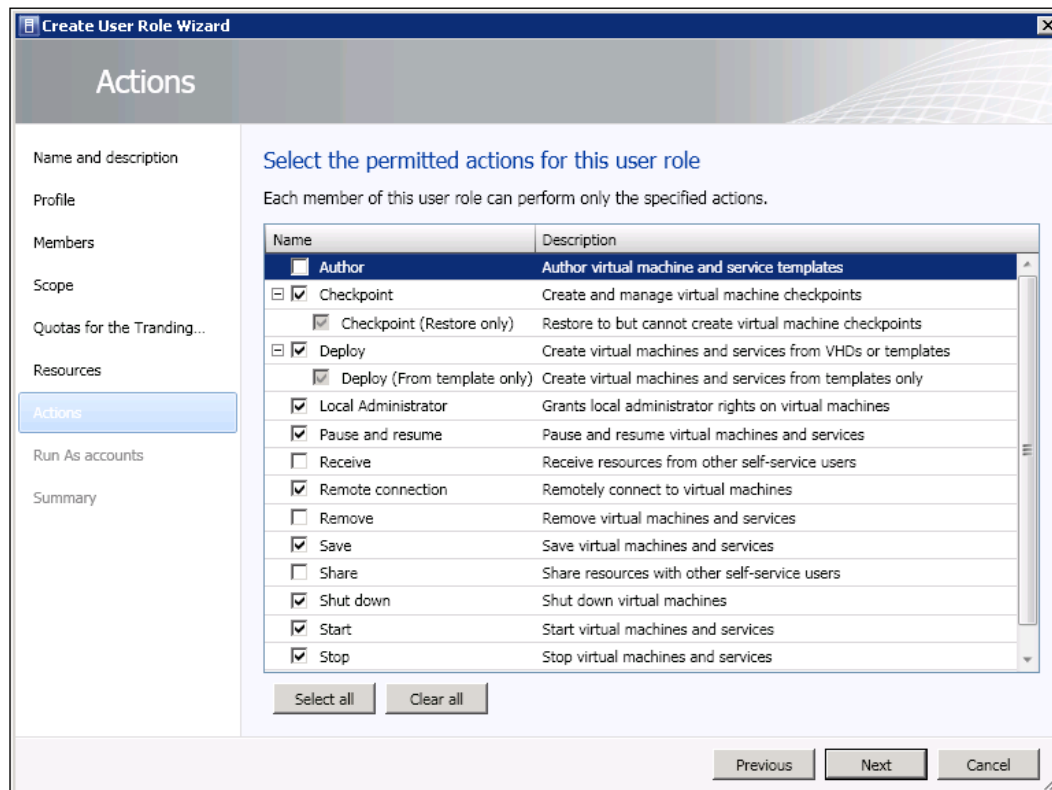 Create User Role Wizard
Actions
Name and description
Profile
Members
Scope
Quotas for the Tranding...
Resources
Actions
Run As accounts
Summary
Select the permitted actions for this user role
Each member of this user role can perform only the specified actions.
Name Description
Author Author virtual machine and service templates
Checkpoint Create and manage virtual machine checkpoints
Checkpoint (Restore only) Restore to but cannot create virtual machine checkpoints
Deploy Create virtual machines and services from VHDs or templates
Deploy (From template only) Create virtual machines and services from templates only
Local Administrator Grants local administrator rights on virtual machines
Pause and resume Pause and resume virtual machines and services
Receive Receive resources from other self-service users
Remote connection Remotely connect to virtual machines
Remove Remove virtual machines and services
Save Save virtual machines and services
Share Share resources with other self-service users
Shut down Shut down virtual machines
Start Start virtual machines and services
Stop Stop virtual machines and services
Select all Clear all
Previous Next Cancel